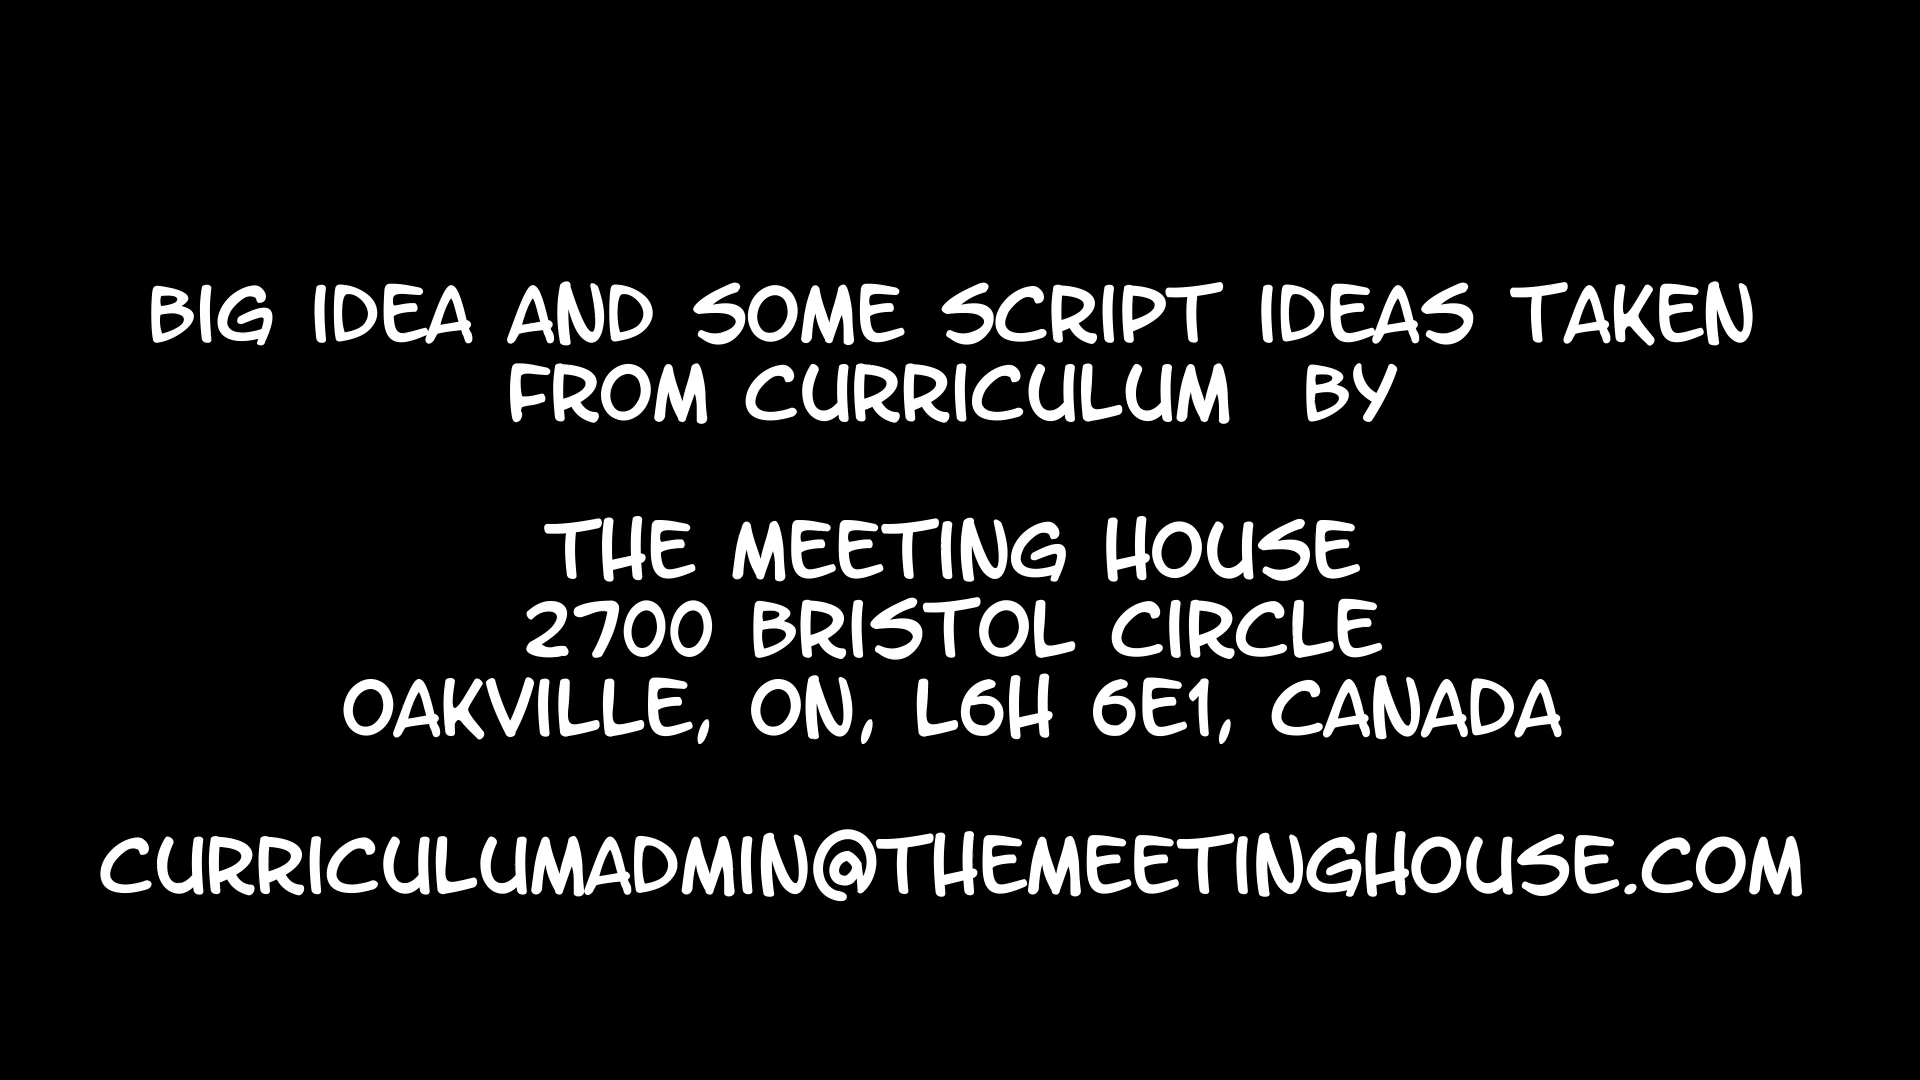 BIG IDEA AND SOME SCRIPT IDEAS TAKEN
FROM CURRICULUM  BY
THE MEETING HOUSE
2700 BRISTOL CIRCLE
OAKVILLE, ON, L6H 6E1, CANADA
CURRICULUMADMIN@THEMEETINGHOUSE.COM